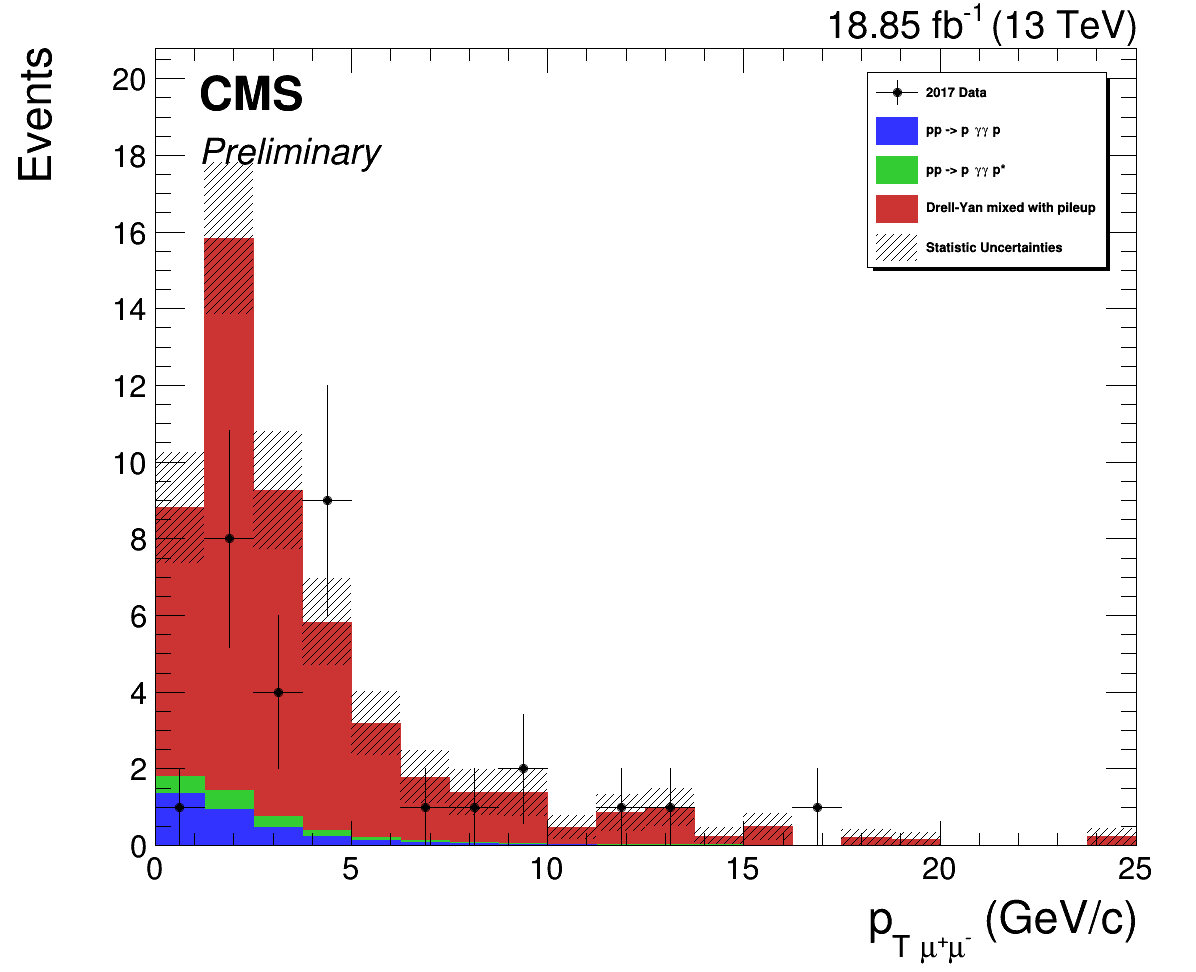 18.85 fb⁻¹ (13 TeV)
Events
CMS
Preliminary
2017 Data
pp -> p γγ p
pp -> p γγ p*
Drell-Yan mixed with pileup
Statistic Uncertainties
20
18
16
14
12
10
8
6
4
2
0
0 5 10 15 20 25
p_T μ⁺μ⁻ (GeV/c)